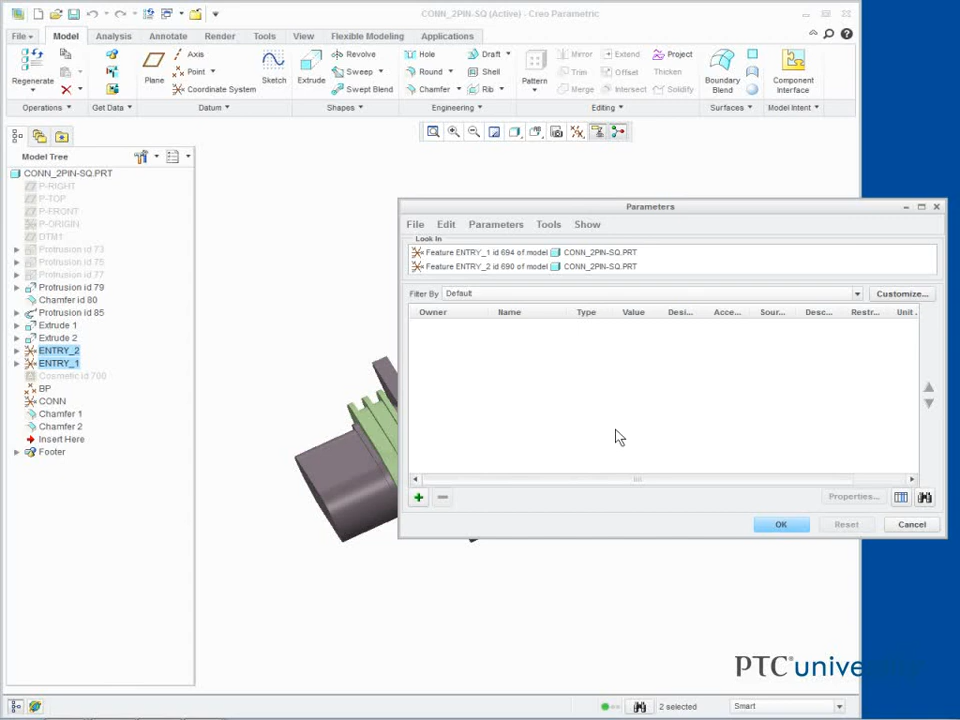 CONN_2PIN-SQ (Active) - Creo Parametric
File Model Analysis Annotate Render Tools View Flexible Modeling Applications
Regenerate
Operations
Get Data
Plane
Axis
Point
Coordinate System
Sketch
Datum
Extrude
Revolve
Sweep
Swept Blend
Shapes
Hole
Round
Chamfer
Draft
Shell
Rib
Engineering
Pattern
Mirror
Trim
Merge
Extend
Offset
Intersect
Project
Thicken
Solidify
Editing
Boundary
Blend
Surfaces
Component
Interface
Model Intent
Model Tree
CONN_2PIN-SQ.PRT
P-RIGHT
P-TOP
P-FRONT
P-ORIGIN
DTM1
Protrusion id 73
Protrusion id 75
Protrusion id 77
Protrusion id 79
Chamfer id 80
Protrusion id 85
Extrude 1
Extrude 2
ENTRY_2
ENTRY_1
Cosmetic id 700
BP
CONN
Chamfer 1
Chamfer 2
Insert Here
Footer
Parameters
File Edit Parameters Tools Show
Look In
Feature ENTRY_1 id 694 of model CONN_2PIN-SQ.PRT
Feature ENTRY_2 id 690 of model CONN_2PIN-SQ.PRT
Filter By Default Customize...
Owner Name Type Value Desi... Acce... Sour... Desc... Restr... Unit .
Properties...
OK Reset Cancel
PTC unive
2 selected Smart